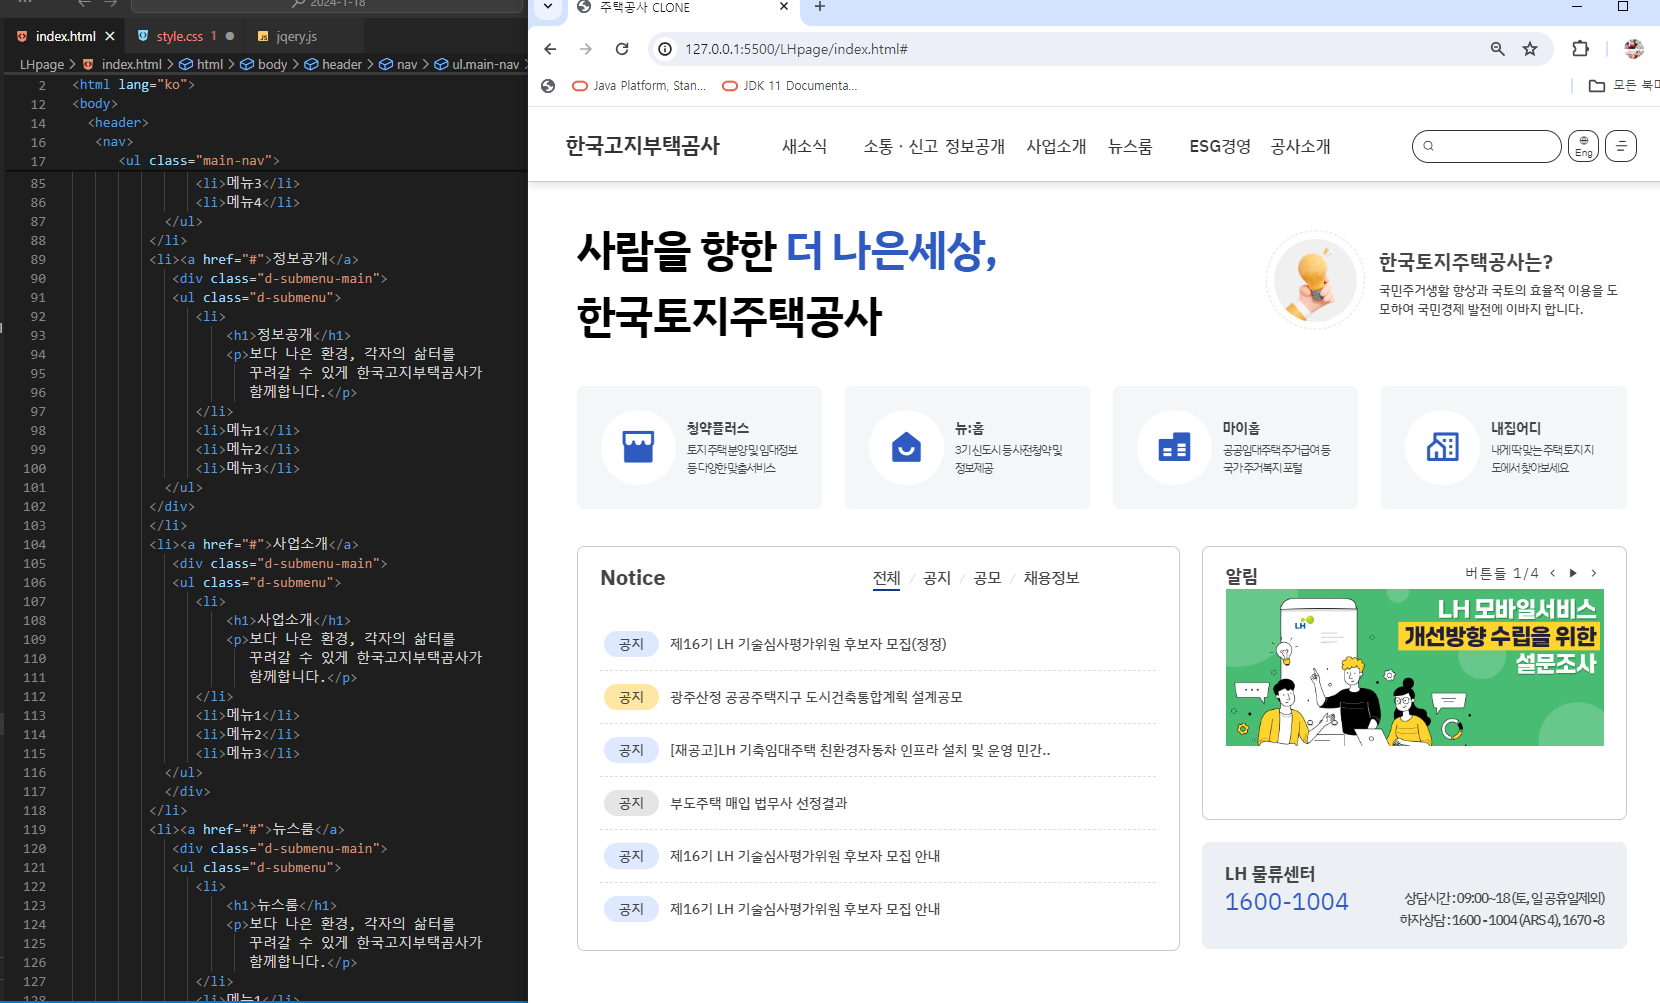 2024-1-18
index.html
style.css 1
jqery.js
LHpage > index.html > html > body > header > nav > ul.main-nav
2 <html lang="ko">
12 <body>
14 <header>
16 <nav>
17 <ul class="main-nav">
85 <li>메뉴3</li>
86 <li>메뉴4</li>
87 </ul>
88 </li>
89 <li><a href="#">정보공개</a>
90 <div class="d-submenu-main">
91 <ul class="d-submenu">
92 <li>
93 <h1>정보공개</h1>
94 <p>보다 나은 환경, 각자의 삶터를
95 꾸려갈 수 있게 한국고지부택곰사가
96 함께합니다.</p>
97 </li>
98 <li>메뉴1</li>
99 <li>메뉴2</li>
100 <li>메뉴3</li>
101 </ul>
102 </div>
103 </li>
104 <li><a href="#">사업소개</a>
105 <div class="d-submenu-main">
106 <ul class="d-submenu">
107 <li>
108 <h1>사업소개</h1>
109 <p>보다 나은 환경, 각자의 삶터를
110 꾸려갈 수 있게 한국고지부택곰사가
111 함께합니다.</p>
112 </li>
113 <li>메뉴1</li>
114 <li>메뉴2</li>
115 <li>메뉴3</li>
116 </ul>
117 </div>
118 </li>
119 <li><a href="#">뉴스룸</a>
120 <div class="d-submenu-main">
121 <ul class="d-submenu">
122 <li>
123 <h1>뉴스룸</h1>
124 <p>보다 나은 환경, 각자의 삶터를
125 꾸려갈 수 있게 한국고지부택곰사가
126 함께합니다.</p>
127 </li>
128 <li>메뉴1</li>
주택공사 CLONE
127.0.0.1:5500/LHpage/index.html#
Java Platform, Stan...
JDK 11 Documenta...
모든 북마
한국고지부택곰사
새소식
소통 · 신고
정보공개
사업소개
뉴스룸
ESG경영
공사소개
Eng
사람을 향한 더 나은세상,
한국토지주택공사
한국토지주택공사는?
국민주거생활 향상과 국토의 효율적 이용을 도
모하여 국민경제 발전에 이바지 합니다.
청약플러스
토지 주택 분양 및 임대정보
등 다양한 맞춤서비스
뉴:홈
3기 신도시 등 사전청약 및
정보제공
마이홈
공공임대주택 주거급여 등
국가 주거복지 포털
내집어디
내게 딱 맞는 주택 토지 지
도에서 찾아보세요
Notice
전체 / 공지 / 공모 / 채용정보
공지 제16기 LH 기술심사평가위원 후보자 모집(정정)
공지 광주산정 공공주택지구 도시건축통합계획 설계공모
공지 [재공고]LH 기축임대주택 친환경자동차 인프라 설치 및 운영 민간..
공지 부도주택 매입 법무사 선정결과
공지 제16기 LH 기술심사평가위원 후보자 모집 안내
공지 제16기 LH 기술심사평가위원 후보자 모집 안내
알림
버튼들 1/4
LH 모바일서비스
개선방향 수립을 위한
설문조사
LH
LH 물류센터
1600-1004
상담시간 : 09:00~18 (토, 일 공휴일제외)
하자상담 : 1600 - 1004 (ARS 4), 1670 -8